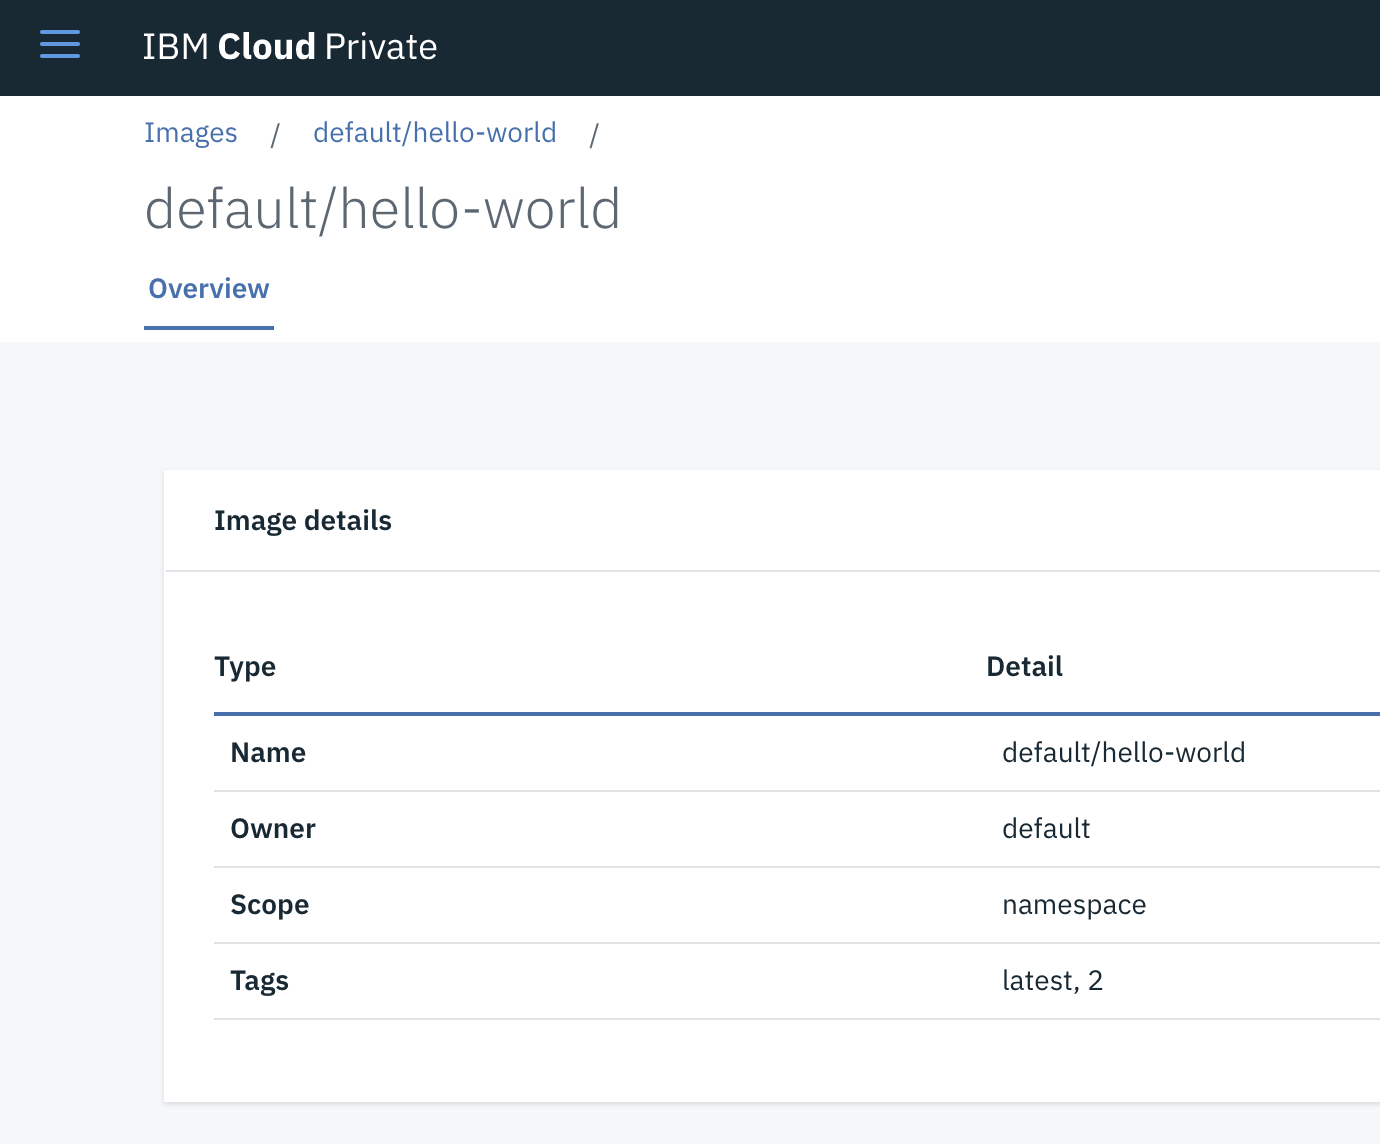 IBM Cloud Private
Images / default/hello-world /
default/hello-world
Overview
Image details
Type Detail
Name default/hello-world
Owner default
Scope namespace
Tags latest, 2